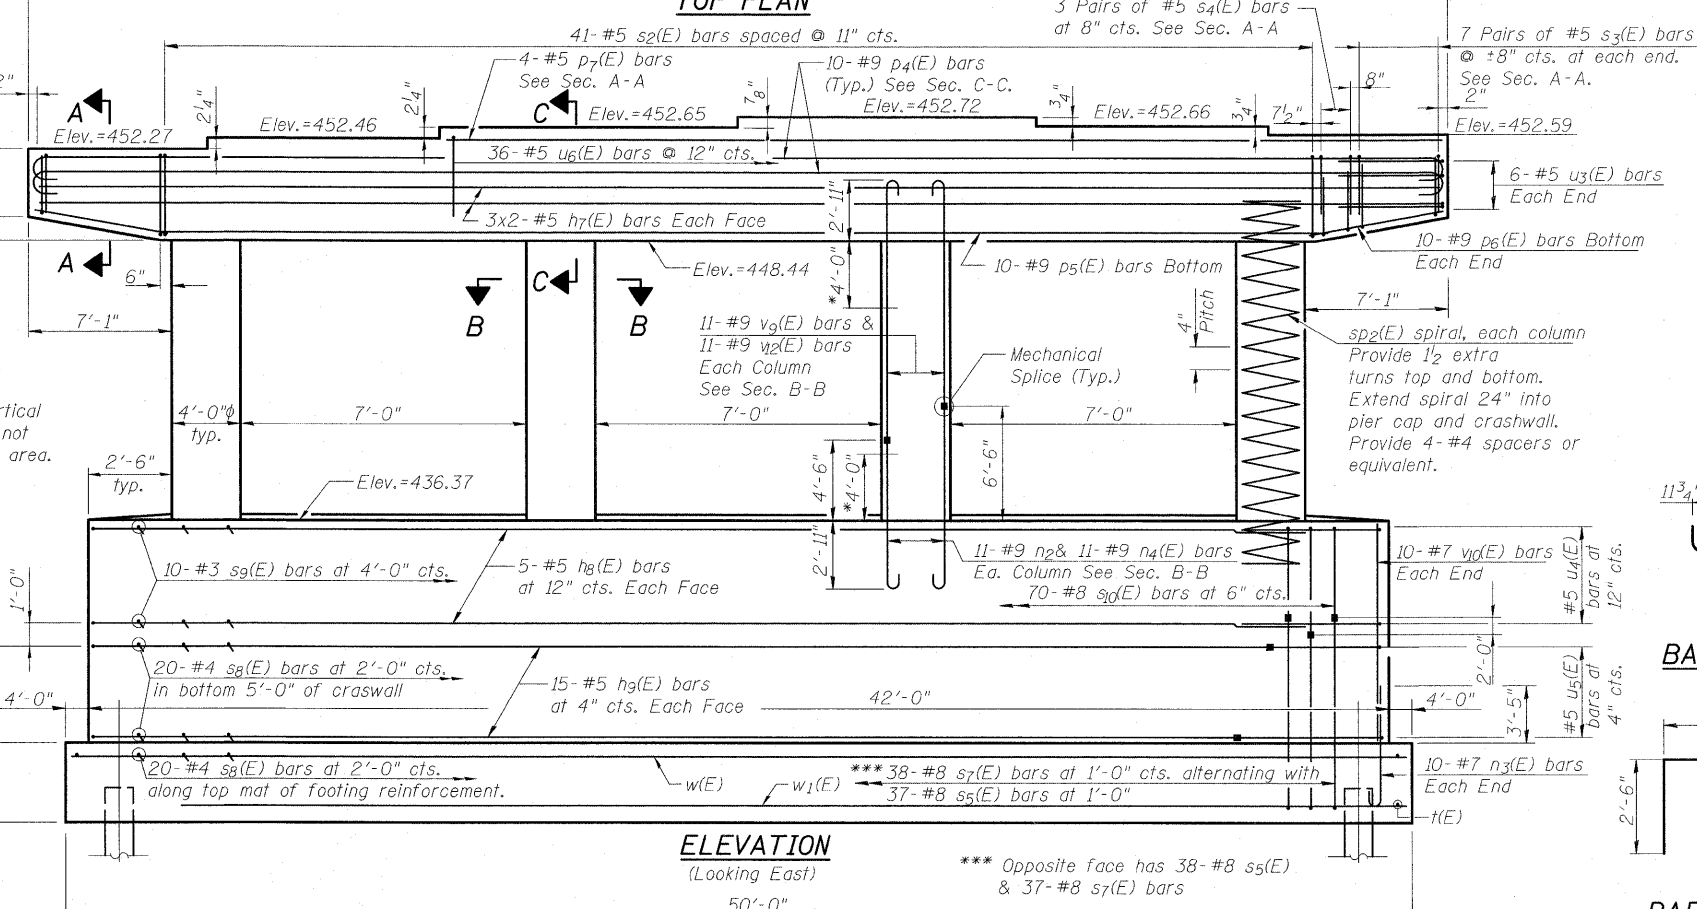 TOP PLAN
3 Pairs of #5 s4(E) bars
at 8" cts. See Sec. A-A
41-#5 s2(E) bars spaced @ 11" cts.
7 Pairs of #5 s3(E) bars
@ ±8" cts. at each end.
See Sec. A-A.
4-#5 p7(E) bars
See Sec. A-A
10-#9 p4(E) bars
(Typ.) See Sec. C-C.
2"
A
2¼"
2¼"
C
7/8"
3/4"
3/4"
7½"
8"
2"
Elev.=452.27
Elev.=452.46
Elev.=452.65
Elev.=452.72
Elev.=452.66
Elev.=452.59
36-#5 u6(E) bars @ 12" cts.
6-#5 u3(E) bars
Each End
2'-11"
3x2-#5 h7(E) bars Each Face
10-#9 p6(E) bars Bottom
Each End
A
6"
Elev.=448.44
10-#9 p5(E) bars Bottom
C
B
B
*4'-0"
7'-1"
7'-1"
4"
Pitch
11-#9 v9(E) bars &
11-#9 v12(E) bars
Each Column
See Sec. B-B
Mechanical
Splice (Typ.)
sp2(E) spiral, each column
Provide 1½ extra
turns top and bottom.
Extend spiral 24" into
pier cap and crashwall.
Provide 4-#4 spacers or
equivalent.
rtical
not
area.
4'-0"ϕ
typ.
7'-0"
7'-0"
7'-0"
2'-6"
typ.
Elev.=436.37
4'-6"
*4'-0"
6'-6"
11¾"
2'-11"
11-#9 n2& 11-#9 n4(E) bars
Ea. Column See Sec. B-B
10-#3 s9(E) bars at 4'-0" cts.
5-#5 h8(E) bars
at 12" cts. Each Face
70-#8 s10(E) bars at 6" cts.
10-#7 v10(E) bars
Each End
#5 u4(E)
bars at
12" cts.
1'-0"
20-#4 s8(E) bars at 2'-0" cts.
in bottom 5'-0" of craswall
15-#5 h9(E) bars
at 4" cts. Each Face
2'-0"
#5 u5(E)
bars at
4" cts.
BA
4'-0"
42'-0"
4'-0"
3'-5"
20-#4 s8(E) bars at 2'-0" cts.
along top mat of footing reinforcement.
w(E)
w1(E)
***38-#8 s7(E) bars at 1'-0" cts. alternating with
37-#8 s5(E) bars at 1'-0"
10-#7 n3(E) bars
Each End
t(E)
2'-6"
ELEVATION
(Looking East)
*** Opposite face has 38-#8 s5(E)
& 37-#8 s7(E) bars
50'-0"
BAR